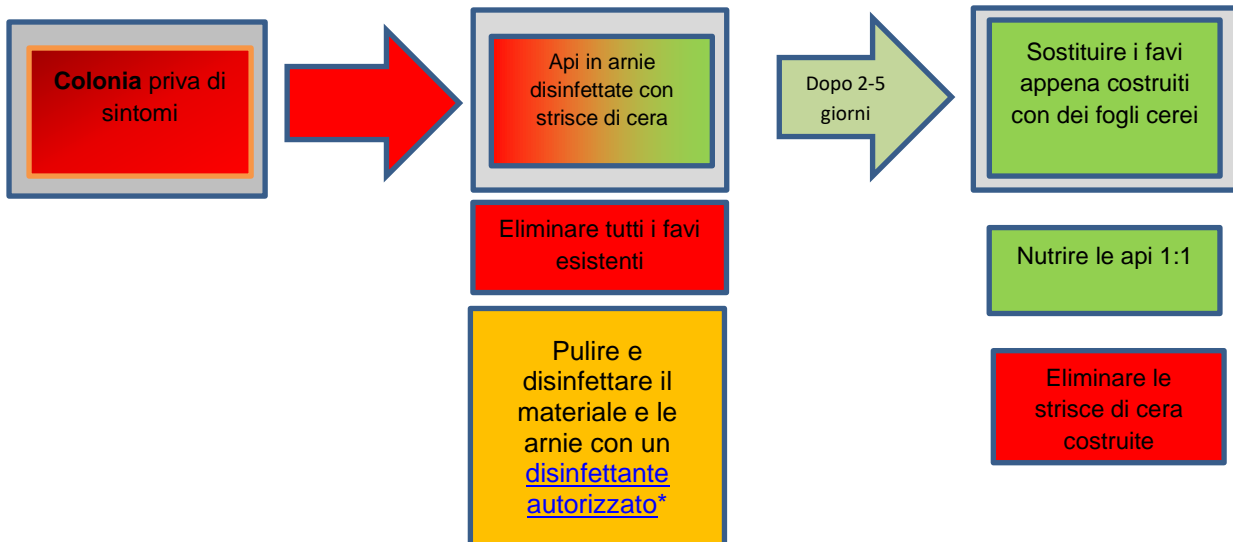 Colonia priva di
sintomi
Api in arnie
disinfettate con
strisce di cera
Dopo 2-5
giorni
Sostituire i favi
appena costruiti
con dei fogli cerei
Eliminare tutti i favi
esistenti
Nutrire le api 1:1
Pulire e
disinfettare il
materiale e le
arnie con un
disinfettante
autorizzato*
Eliminare le
strisce di cera
costruite